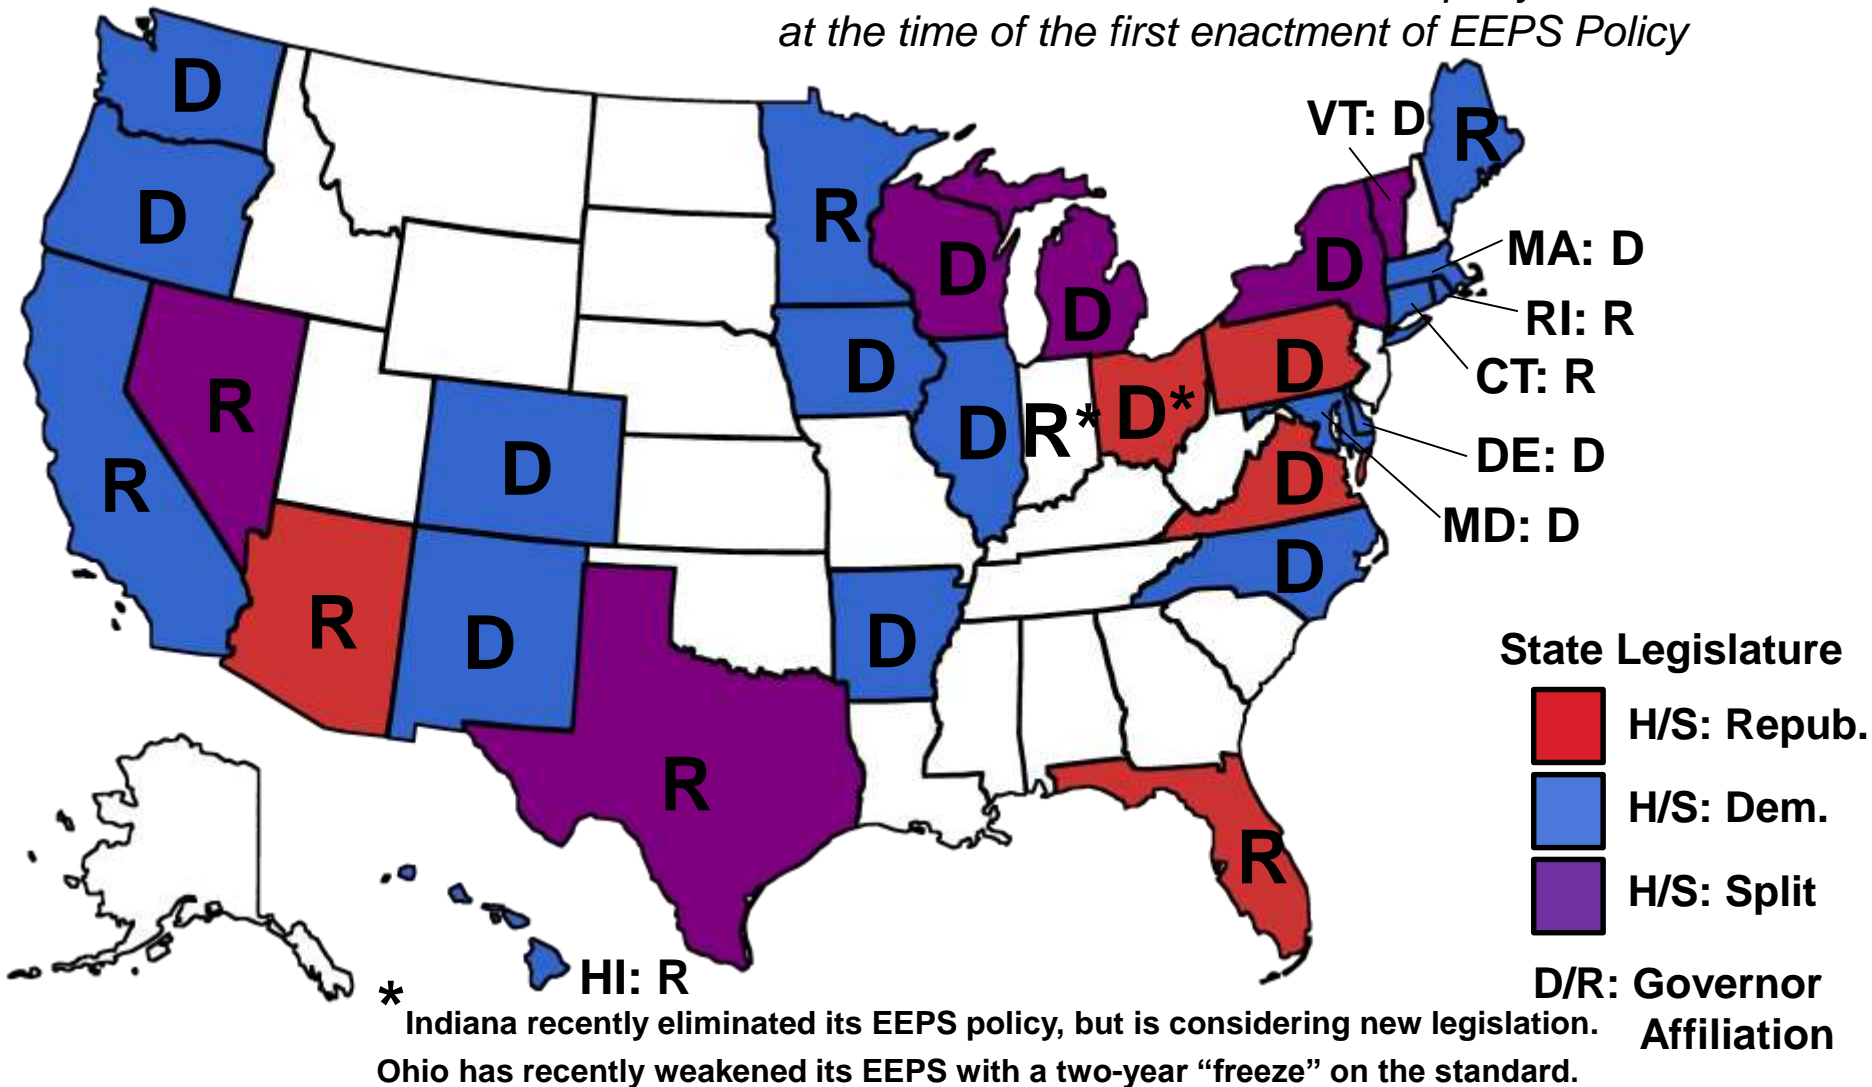 at the time of the first enactment of EEPS Policy
D
VT: D
R
D
R
D
MA: D
D
D
RI: R
D
D
D
CT: R
R
D
D*
D
R*
D
DE: D
R
D
MD: D
D
R
D
D
State Legislature
H/S: Repub.
R
H/S: Dem.
R
H/S: Split
HI: R
D/R: Governor
Affiliation
*
Indiana recently eliminated its EEPS policy, but is considering new legislation.
Ohio has recently weakened its EEPS with a two-year “freeze” on the standard.